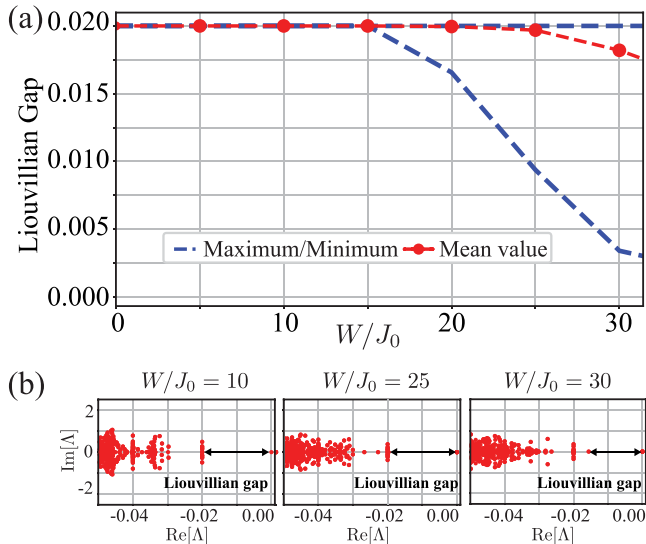 (a)
0.020
0.015
0.010
0.005
0.000
Liouvillian Gap
Maximum/Minimum
Mean value
0
5
10
15
20
25
30
W/J₀
(b)
W/J₀ = 10
W/J₀ = 25
W/J₀ = 30
Im[Λ]
2
0
-2
Liouvillian gap
Liouvillian gap
Liouvillian gap
-0.04 -0.02 0.00
-0.04 -0.02 0.00
-0.04 -0.02 0.00
Re[Λ]
Re[Λ]
Re[Λ]